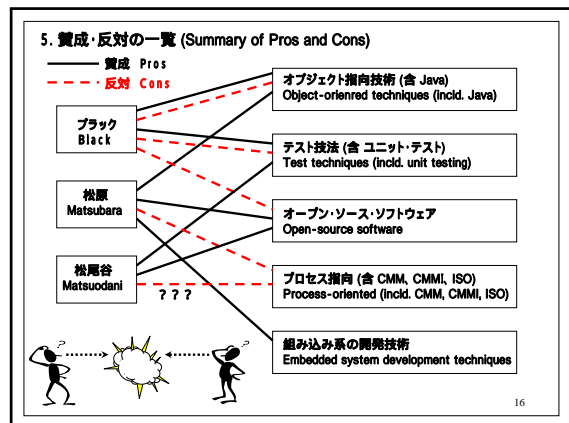 5. 賛成・反対の一覧 (Summary of Pros and Cons)
賛成 Pros
反対 Cons
ブラック
Black
松原
Matsubara
松尾谷
Matsuodani
? ? ?
オブジェクト指向技術 (含 Java)
Object-orienred techniques (incld. Java)
テスト技法 (含 ユニット・テスト)
Test techniques (incld. unit testing)
オープン・ソース・ソフトウェア
Open-source software
プロセス指向 (含 CMM, CMMI, ISO)
Process-oriented (incld. CMM, CMMI, ISO)
組み込み系の開発技術
Embedded system development techniques
?
?
16